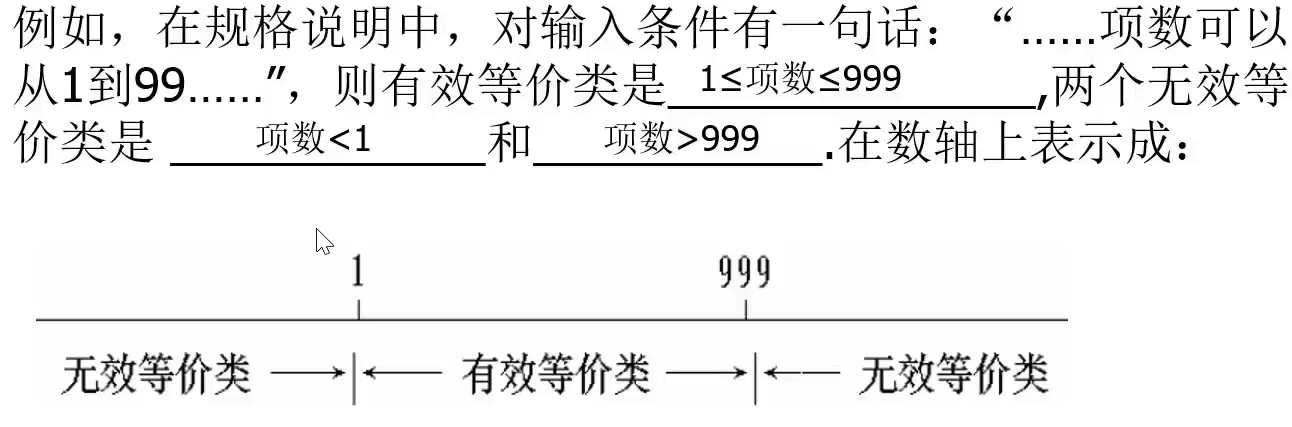 例如，在规格说明中，对输入条件有一句话：“……项数可以
从1到99……”，则有效等价类是 1≤项数≤999 ,两个无效等
价类是 项数<1 和 项数>999 .在数轴上表示成：
1 999
无效等价类 有效等价类 无效等价类